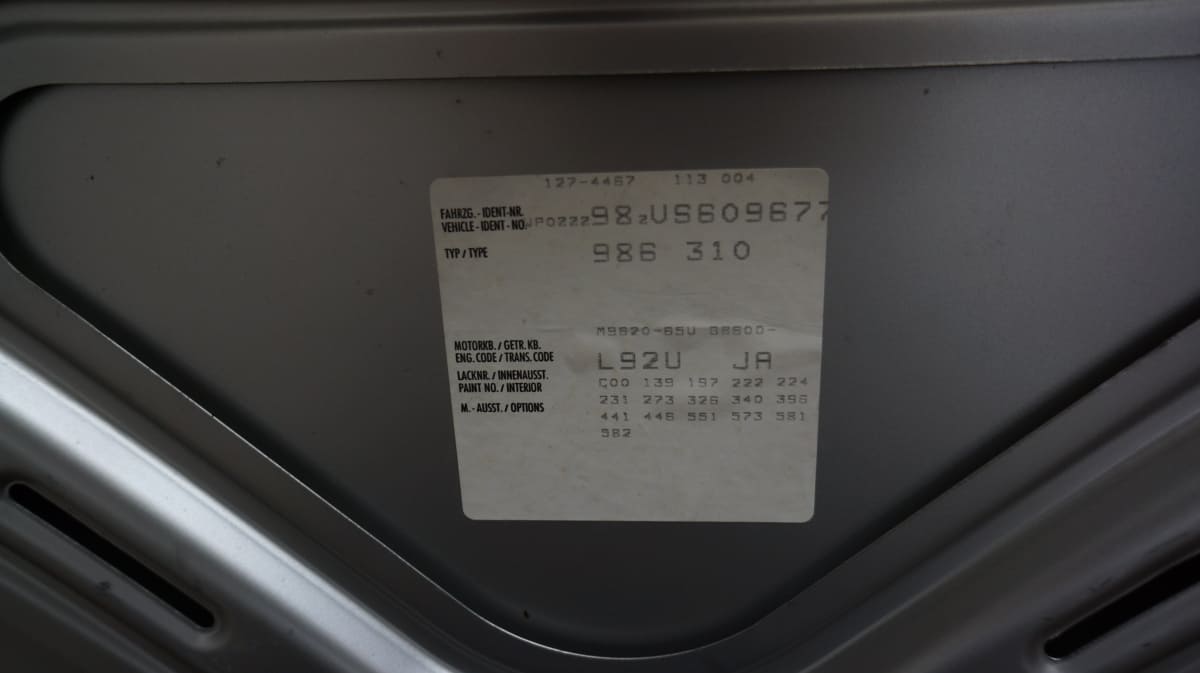 127-4467 113 004
FAHRZG.-IDENT-NR.
VEHICLE-IDENT-NO. WP0ZZZ98ZVS609677
TYP/TYPE 986 310
M9620-65U G8600-
MOTORKB./GETR.KB.
ENG.CODE/TRANS.CODE
L92U JA
LACKNR./INNENAUSST.
PAINT NO./INTERIOR
C00 139 197 222 224
231 273 326 340 396
M.-AUSST./OPTIONS
441 446 551 573 581
582